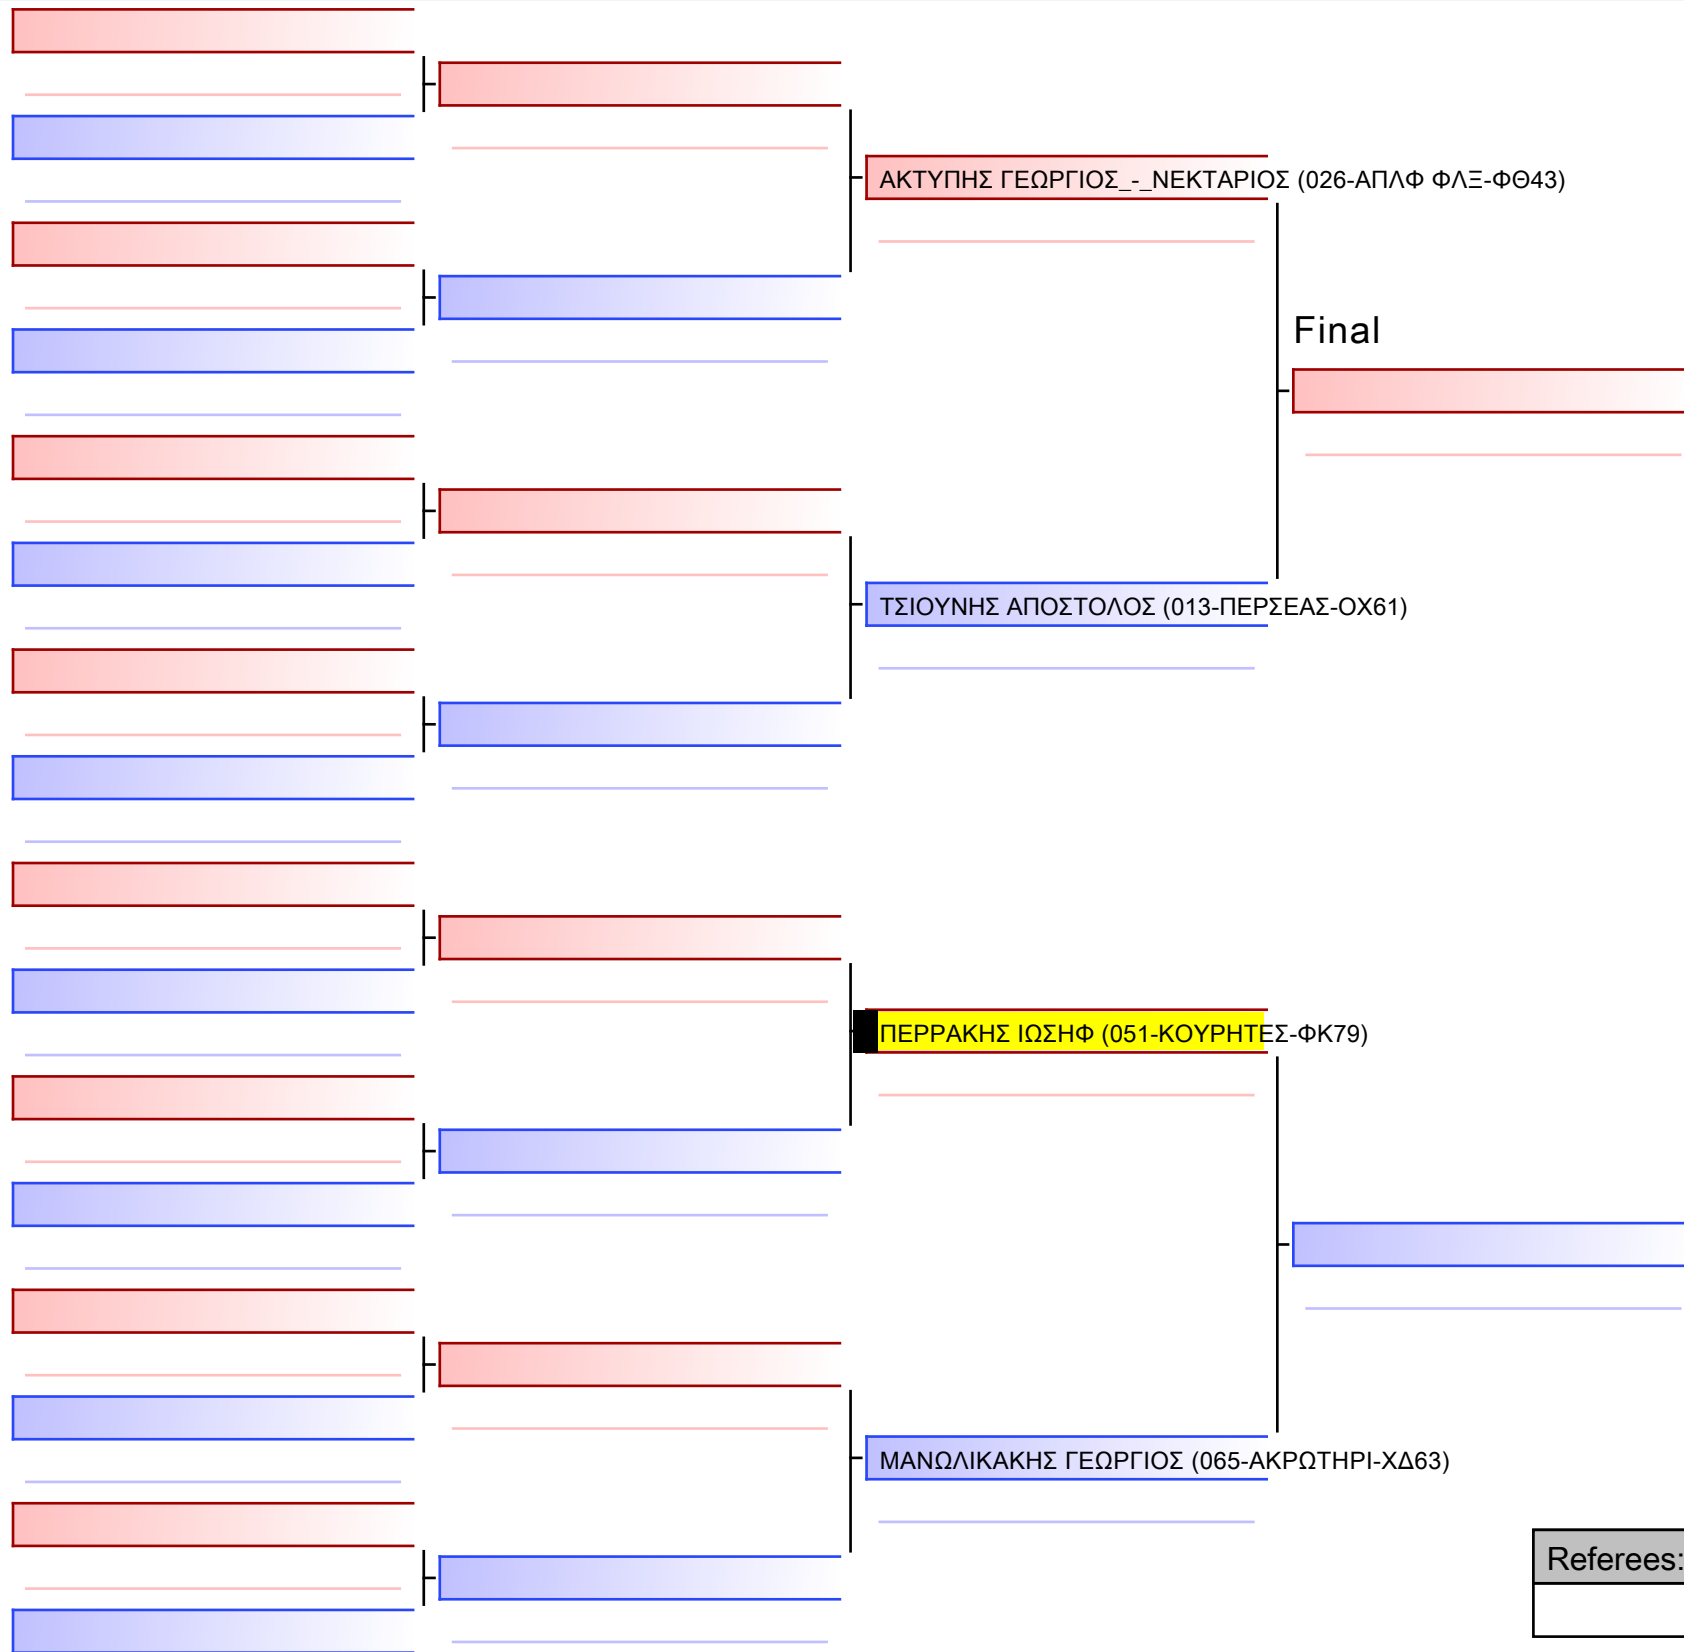 ΑΚΤΥΠΗΣ ΓΕΩΡΓΙΟΣ_-_ΝΕΚΤΑΡΙΟΣ (026-ΑΠΛΦ ΦΛΞ-ΦΘ43)
Final
ΤΣΙΟΥΝΗΣ ΑΠΟΣΤΟΛΟΣ (013-ΠΕΡΣΕΑΣ-ΟΧ61)
ΠΕΡΡΑΚΗΣ ΙΩΣΗΦ (051-ΚΟΥΡΗΤΕΣ-ΦΚ79)
ΜΑΝΩΛΙΚΑΚΗΣ ΓΕΩΡΓΙΟΣ (065-ΑΚΡΩΤΗΡΙ-ΧΔ63)
Referees: